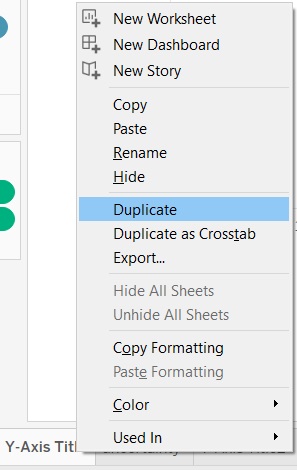 New Worksheet
New Dashboard
New Story
Copy
Paste
Rename
Hide
Duplicate
Duplicate as Crosstab
Export...
Hide All Sheets
Unhide All Sheets
Copy Formatting
Paste Formatting
Color
Used In
Y-Axis Titl